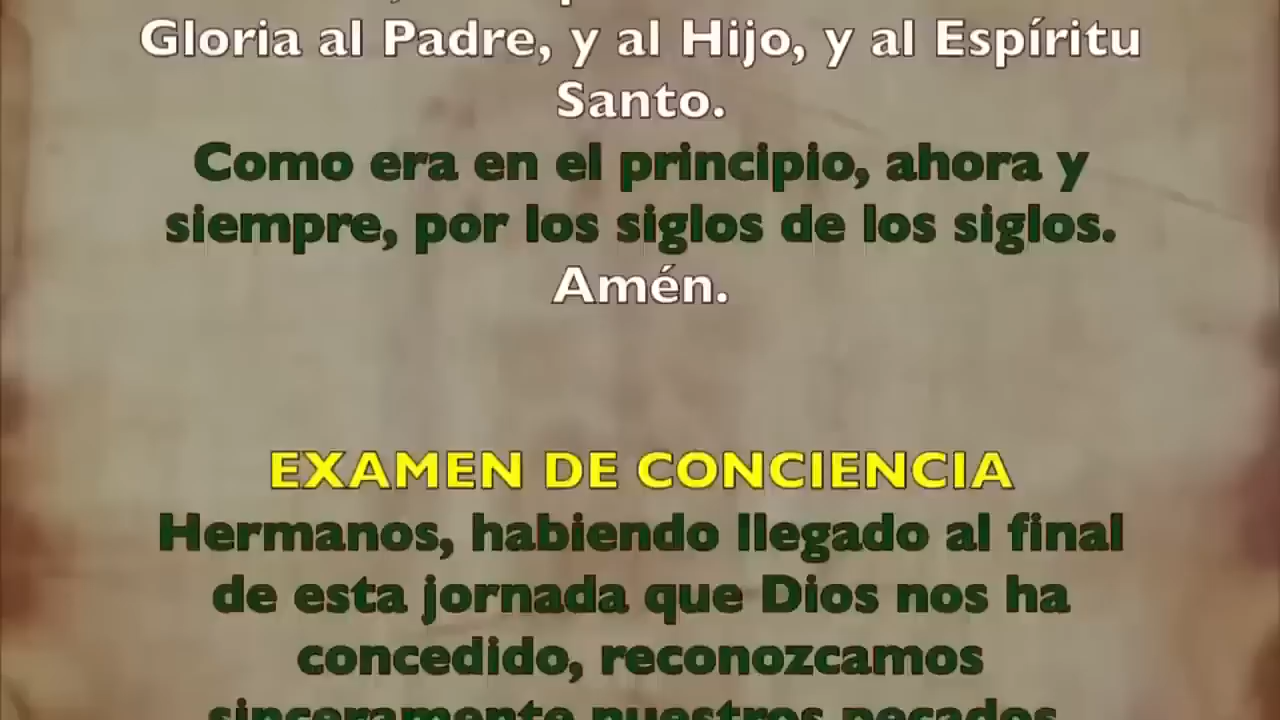 Gloria al Padre, y al Hijo, y al Espíritu
Santo.
Como era en el principio, ahora y
siempre, por los siglos de los siglos.
Amén.
EXAMEN DE CONCIENCIA
Hermanos, habiendo llegado al final
de esta jornada que Dios nos ha
concedido, reconozcamos
sinceramente nuestros pecados.